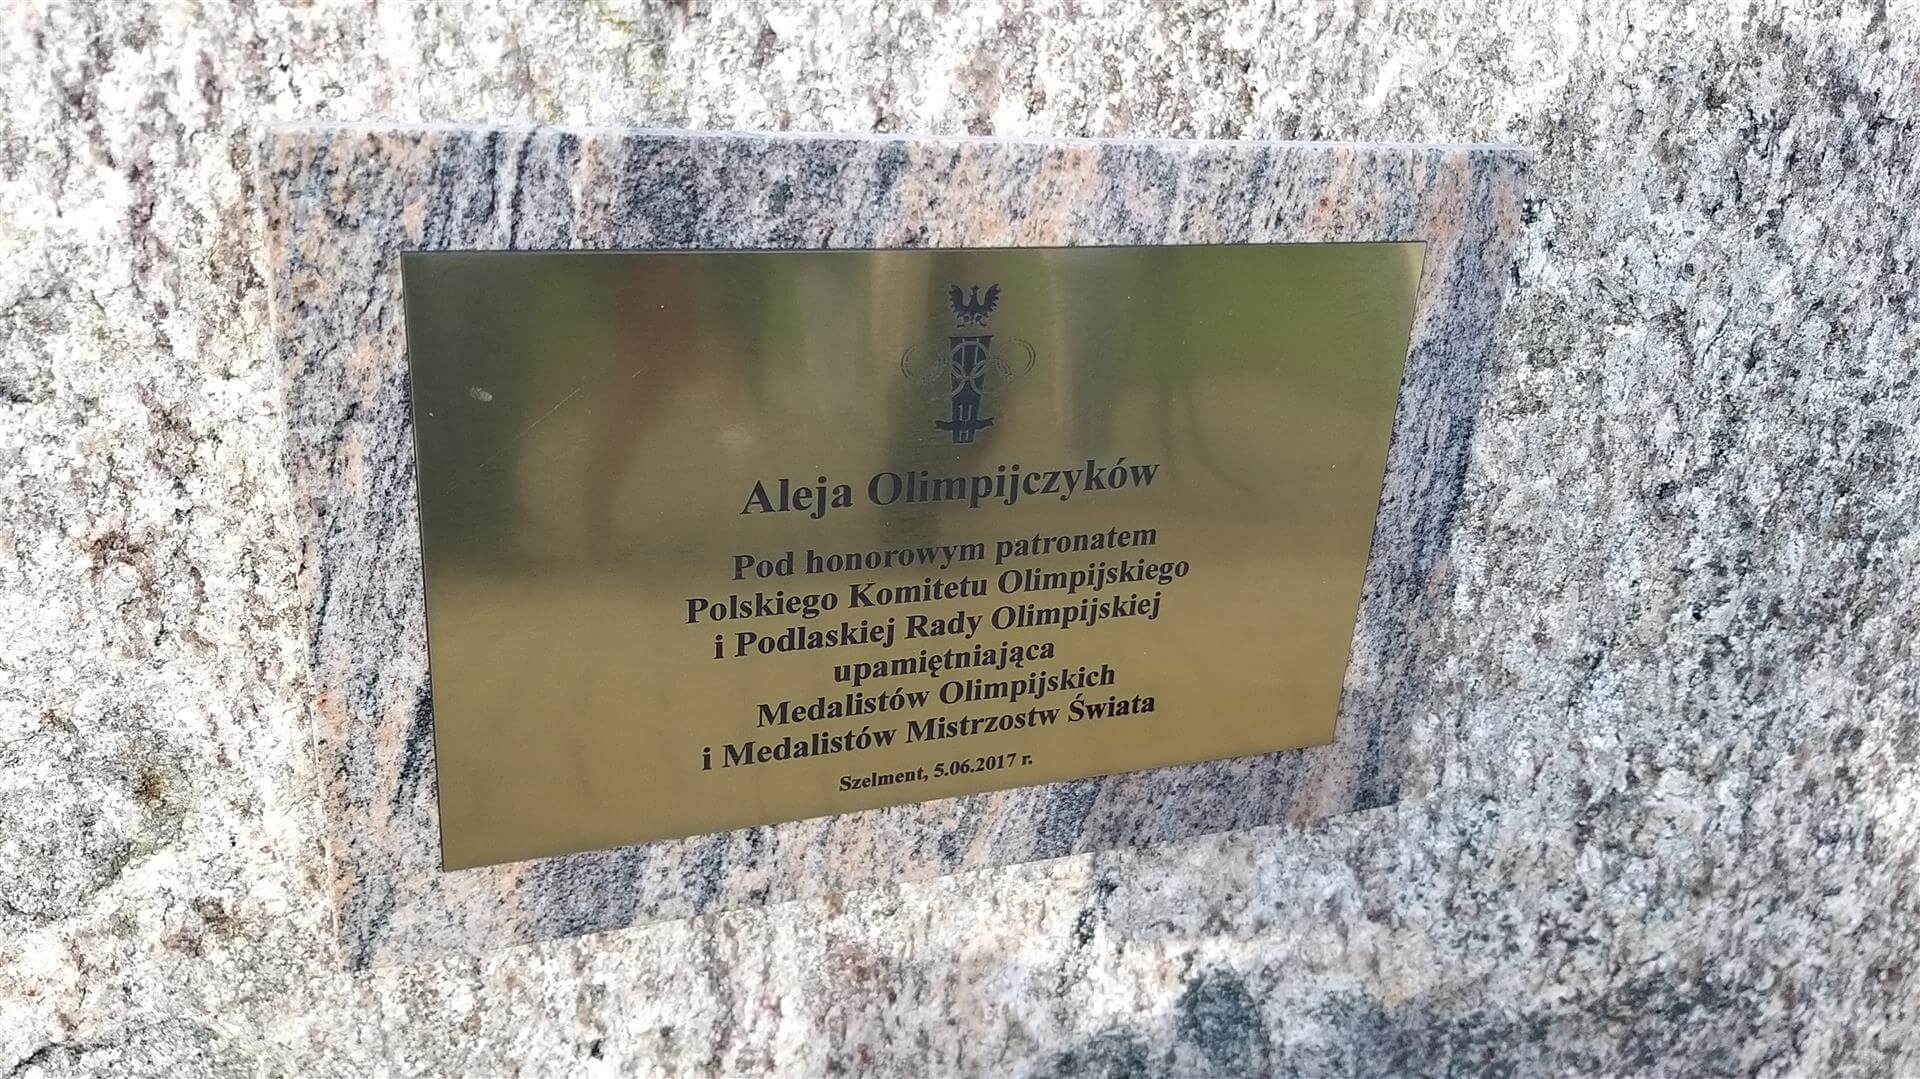 Aleja Olimpijczyków
Pod honorowym patronatem
Polskiego Komitetu Olimpijskiego
i Podlaskiej Rady Olimpijskiej
upamiętniająca
Medalistów Olimpijskich
i Medalistów Mistrzostw Świata
Szelment, 5.06.2017 r.